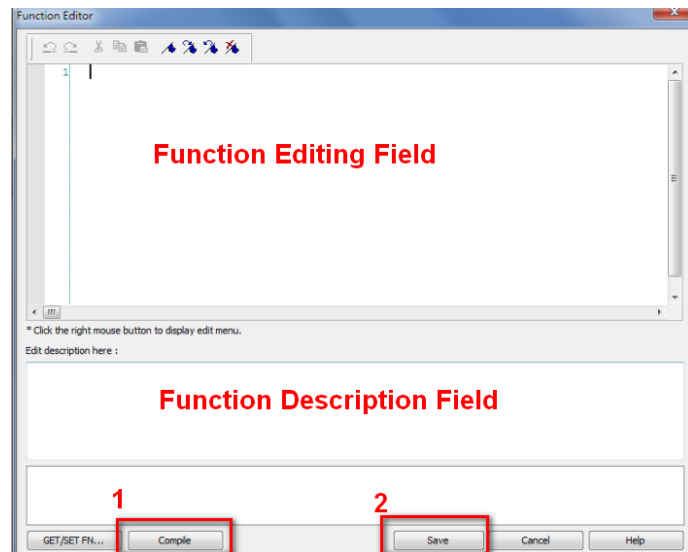 Function Editor
1
Function Editing Field
* Click the right mouse button to display edit menu.
Edit description here :
Function Description Field
1 2
GET/SET FN... Compile Save Cancel Help